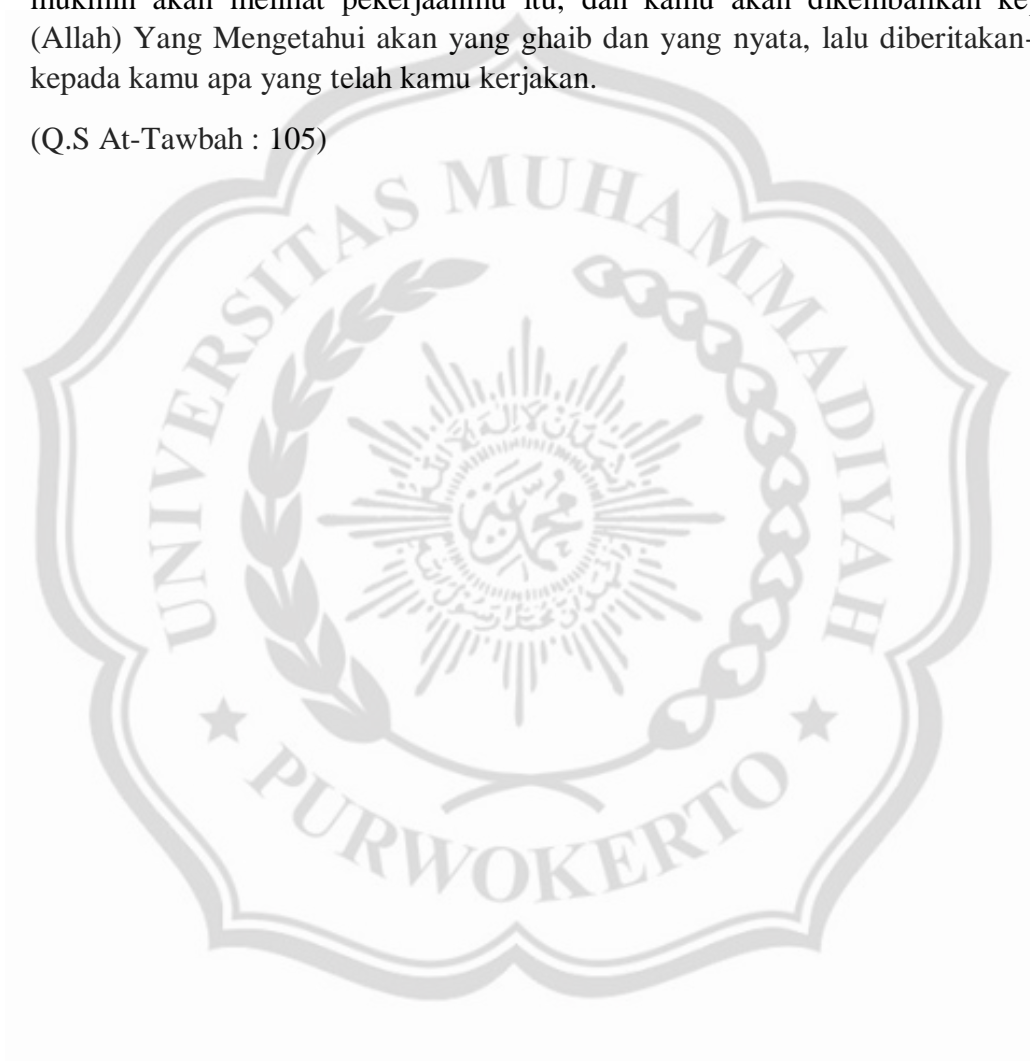 mukmin akan melihat pekerjaanmu itu, dan kamu akan dikembalikan
(Allah) Yang Mengetahui akan yang ghaib dan yang nyata, lalu diberitakan-
kepada kamu apa yang telah kamu kerjakan.
(Q.S At-Tawbah : 105)
UNIVERSITAS MUHAMMADIYAH
PURWOKERTO